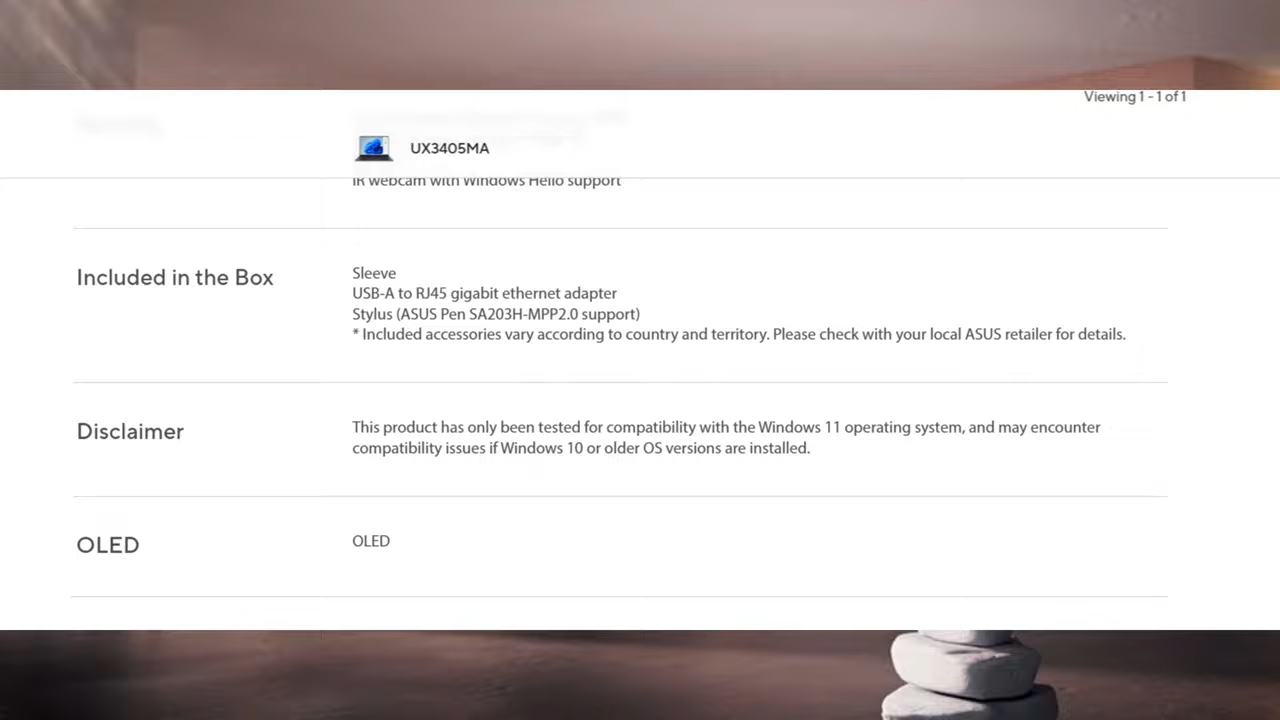 Viewing 1 - 1 of 1
UX3405MA
IR webcam with Windows Hello support
Included in the Box
Sleeve
USB-A to RJ45 gigabit ethernet adapter
Stylus (ASUS Pen SA203H-MPP2.0 support)
* Included accessories vary according to country and territory. Please check with your local ASUS retailer for details.
Disclaimer
This product has only been tested for compatibility with the Windows 11 operating system, and may encounter
compatibility issues if Windows 10 or older OS versions are installed.
OLED
OLED